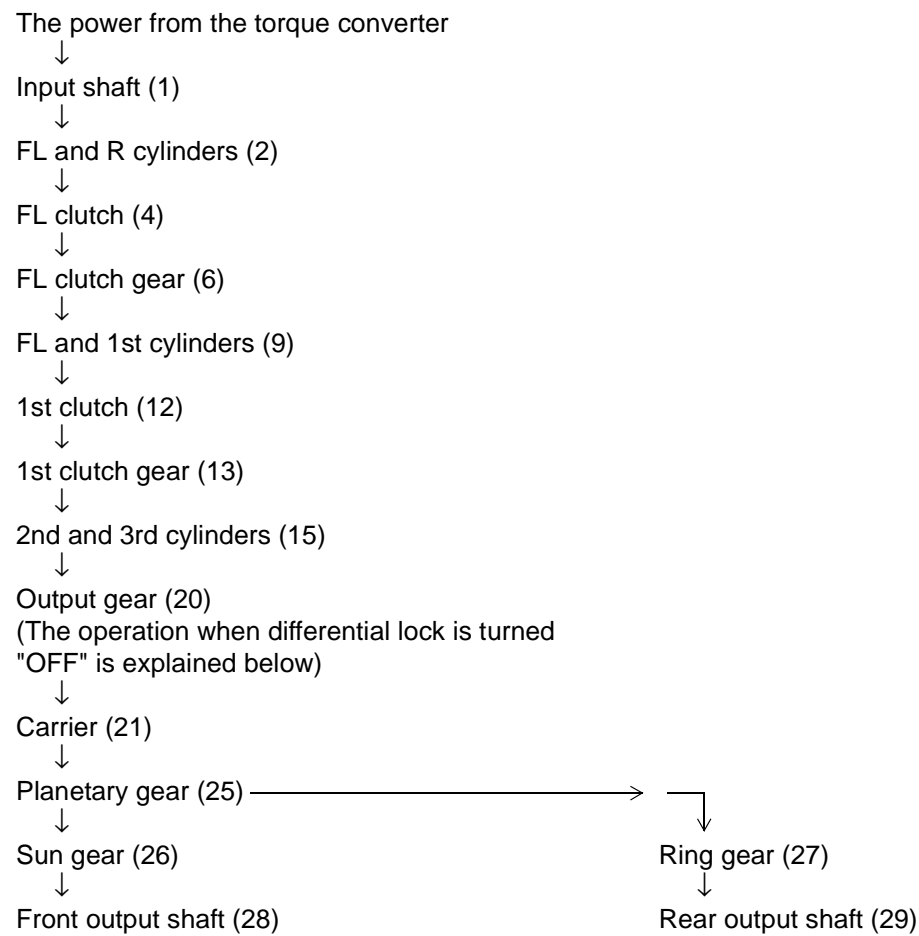 The power from the torque converter
↓
Input shaft (1)
↓
FL and R cylinders (2)
↓
FL clutch (4)
↓
FL clutch gear (6)
↓
FL and 1st cylinders (9)
↓
1st clutch (12)
↓
1st clutch gear (13)
↓
2nd and 3rd cylinders (15)
↓
Output gear (20)
(The operation when differential lock is turned
"OFF" is explained below)
↓
Carrier (21)
↓
Planetary gear (25)
↓
Sun gear (26) Ring gear (27)
↓ ↓
Front output shaft (28) Rear output shaft (29)